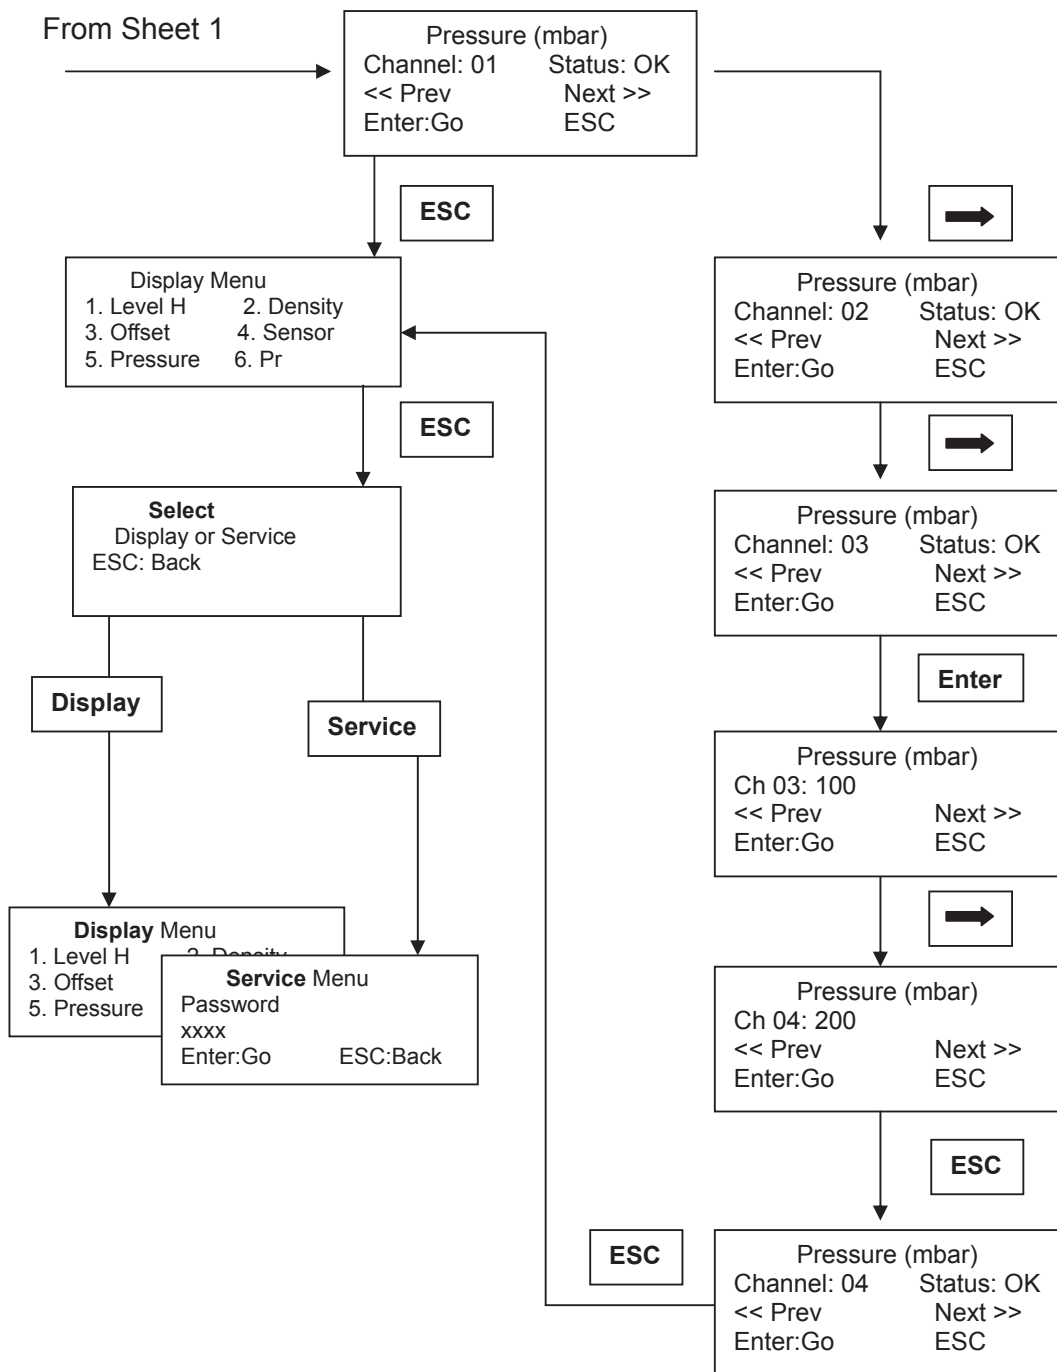 From Sheet 1
Pressure (mbar)
Channel: 01 Status: OK
<< Prev Next >>
Enter:Go ESC
ESC
Display Menu
1. Level H 2. Density
3. Offset 4. Sensor
5. Pressure 6. Pr
ESC
Select
Display or Service
ESC: Back
Display
Service
Display Menu
1. Level H 2. Density
3. Offset
5. Pressure
Service Menu
Password
xxxx
Enter:Go ESC:Back
Pressure (mbar)
Channel: 02 Status: OK
<< Prev Next >>
Enter:Go ESC
Pressure (mbar)
Channel: 03 Status: OK
<< Prev Next >>
Enter:Go ESC
Enter
Pressure (mbar)
Ch 03: 100
<< Prev Next >>
Enter:Go ESC
Pressure (mbar)
Ch 04: 200
<< Prev Next >>
Enter:Go ESC
ESC
Pressure (mbar)
Channel: 04 Status: OK
<< Prev Next >>
Enter:Go ESC
ESC